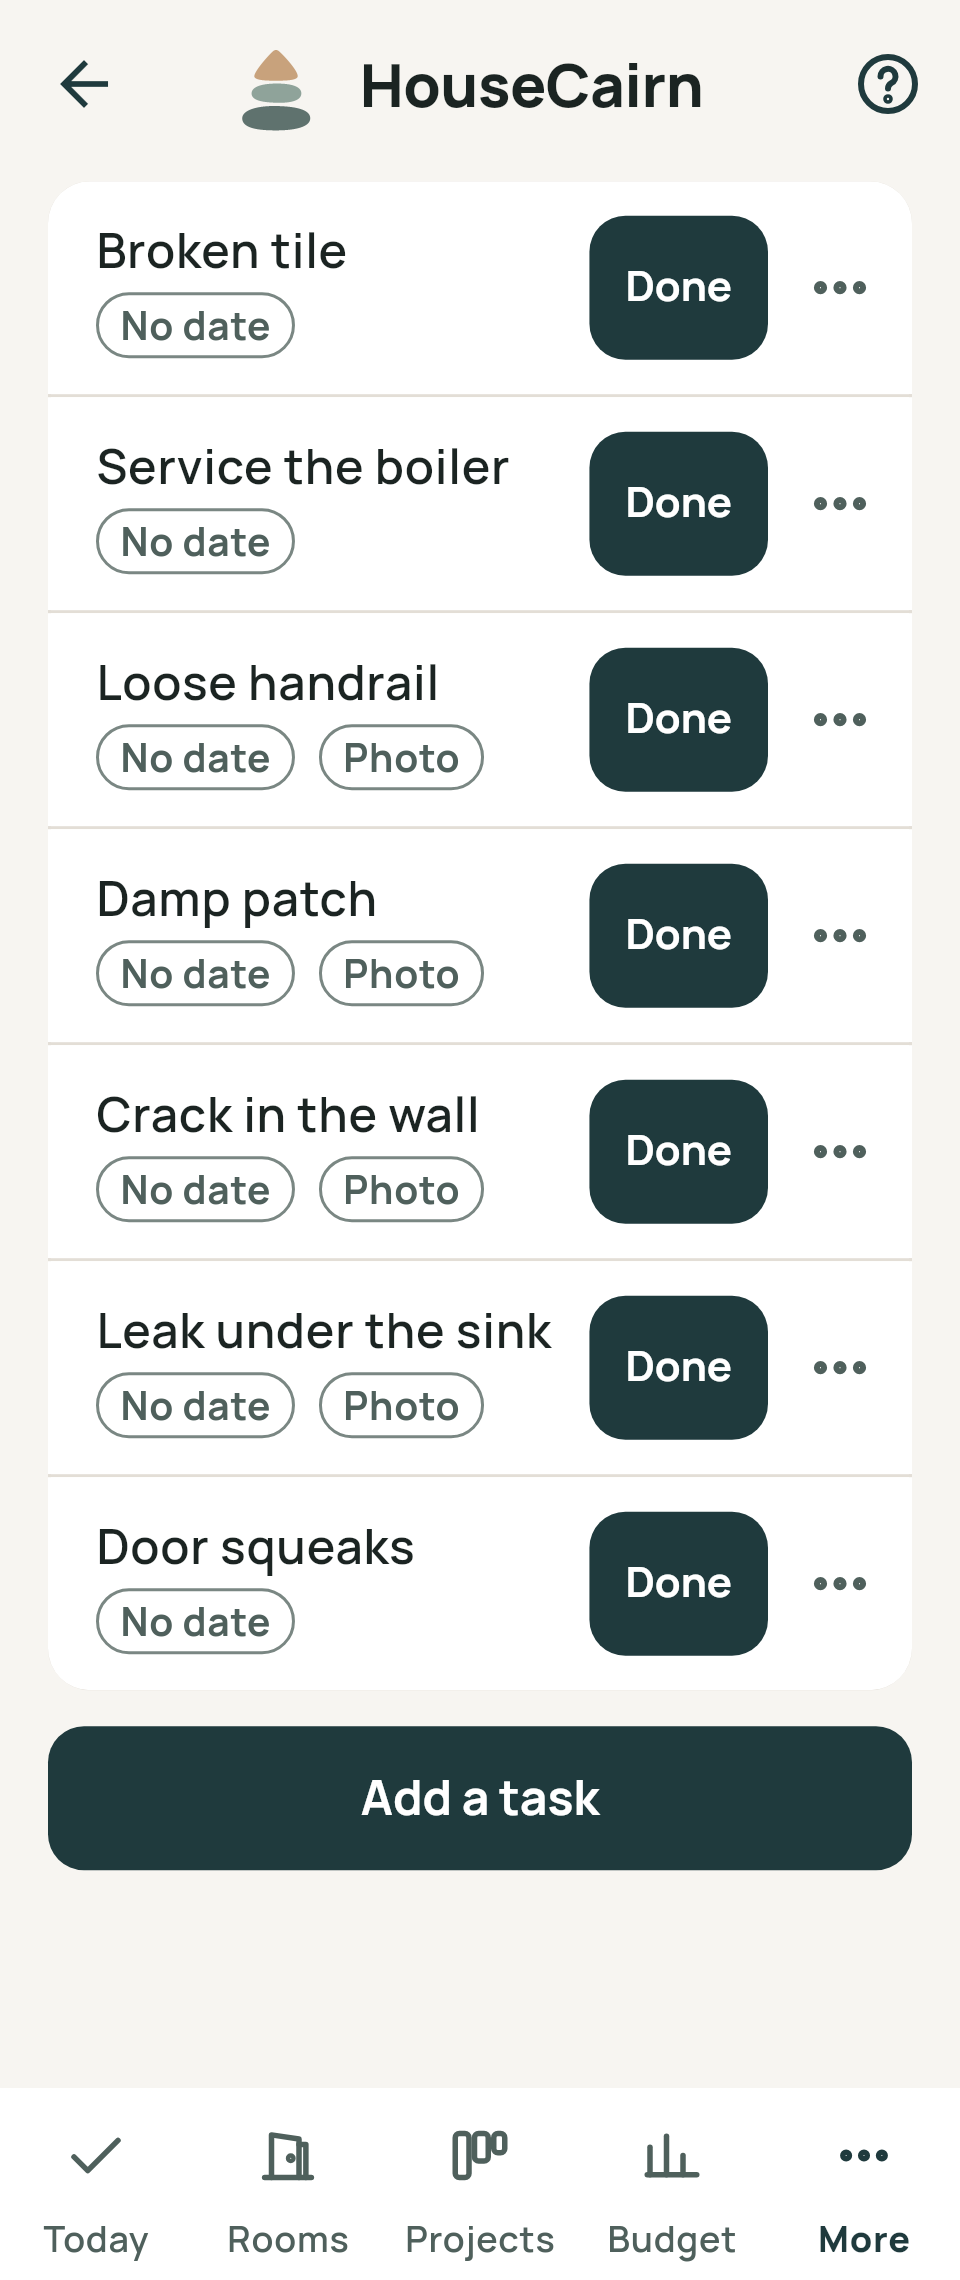 HouseCairn
Broken tile
No date
Done
Service the boiler
No date
Done
Loose handrail
No date Photo
Done
Damp patch
No date Photo
Done
Crack in the wall
No date Photo
Done
Leak under the sink
No date Photo
Done
Door squeaks
No date
Done
Add a task
Today Rooms Projects Budget More